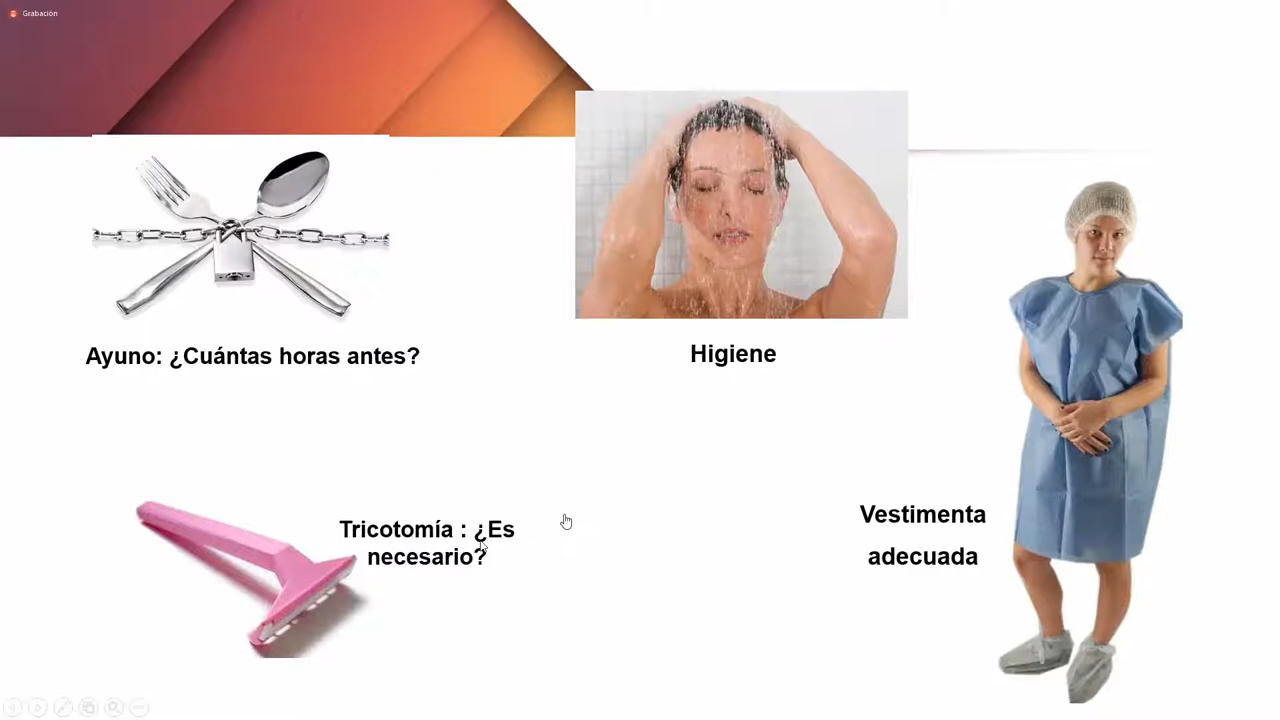 Grabación
Ayuno: ¿Cuántas horas antes?
Higiene
Tricotomía : ¿Es
necesario?
Vestimenta
adecuada